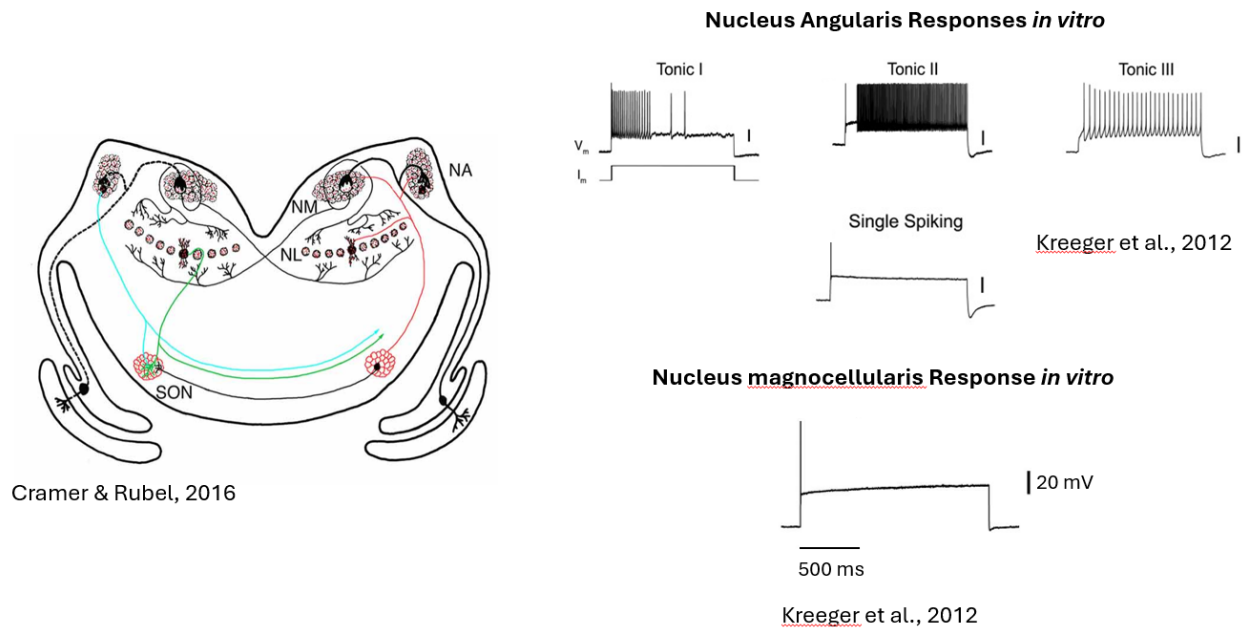 NA
NM
NL
SON
Cramer & Rubel, 2016
Nucleus Angularis Responses in vitro
Tonic I
Tonic II
Tonic III
Vm
Im
Single Spiking
Kreeger et al., 2012
Nucleus magnocellularis Response in vitro
20 mV
500 ms
Kreeger et al., 2012